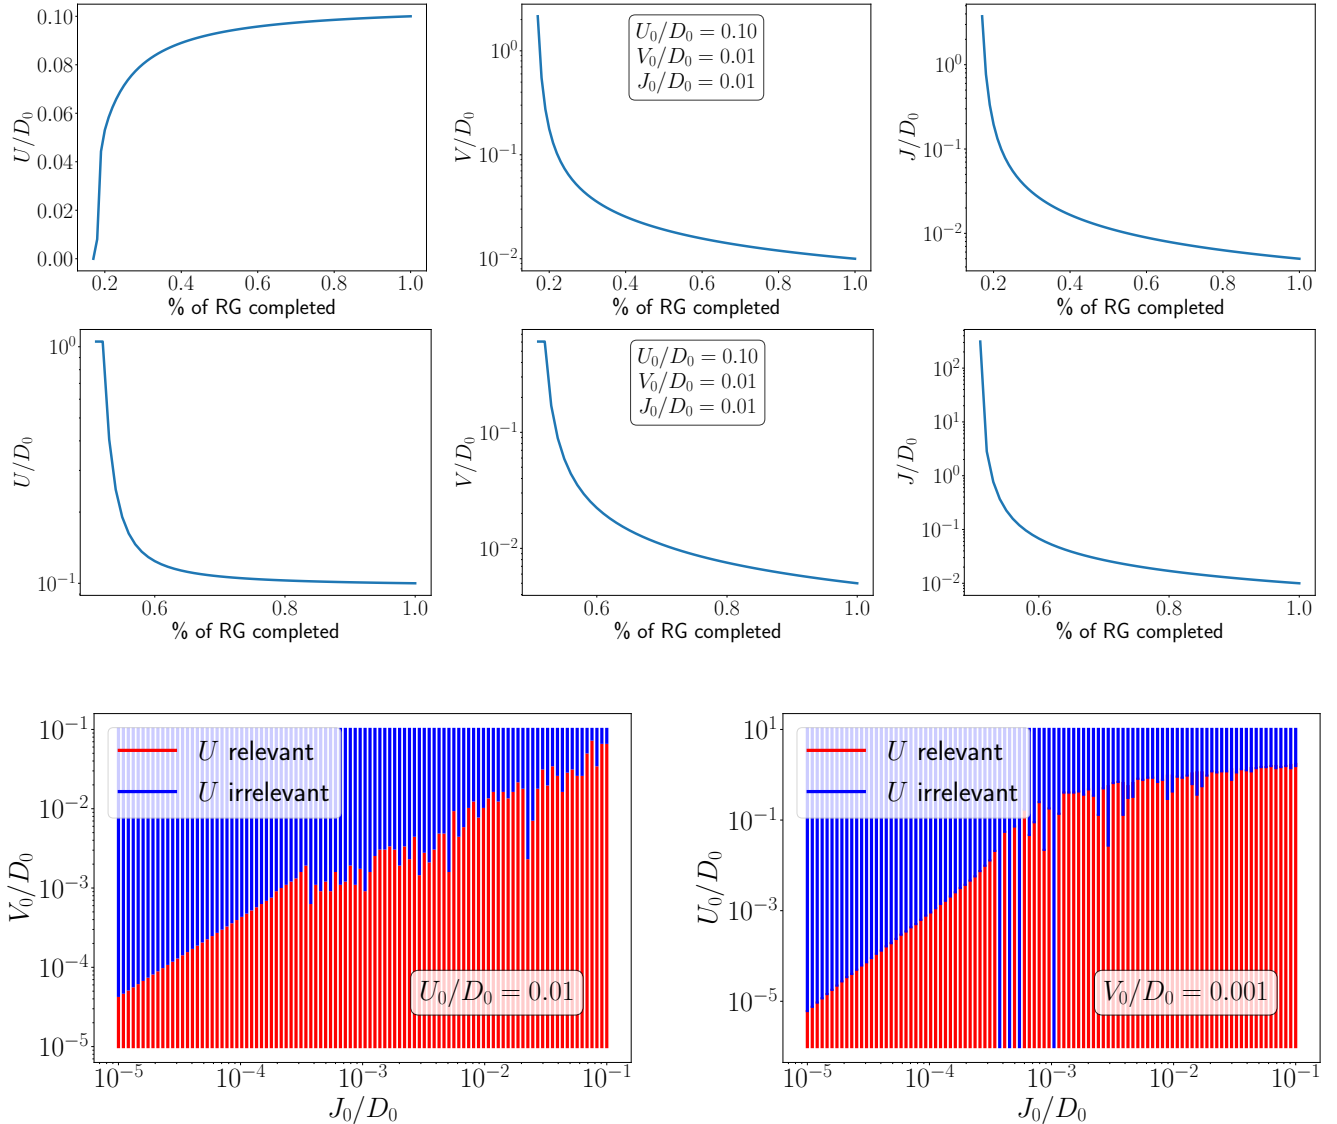 0.10
0.08
0.06
0.04
0.02
0.00
U/D₀
0.2 0.4 0.6 0.8 1.0
% of RG completed
10⁰
10⁻¹
10⁻²
V/D₀
U₀/D₀ = 0.10
V₀/D₀ = 0.01
J₀/D₀ = 0.01
0.2 0.4 0.6 0.8 1.0
% of RG completed
10⁰
10⁻¹
10⁻²
J/D₀
0.2 0.4 0.6 0.8 1.0
% of RG completed
10⁰
10⁻¹
U/D₀
0.6 0.8 1.0
% of RG completed
10⁻¹
10⁻²
V/D₀
U₀/D₀ = 0.10
V₀/D₀ = 0.01
J₀/D₀ = 0.01
0.6 0.8 1.0
% of RG completed
10²
10¹
10⁰
10⁻¹
10⁻²
J/D₀
0.6 0.8 1.0
% of RG completed
10⁻¹
10⁻²
10⁻³
10⁻⁴
10⁻⁵
V₀/D₀
U relevant
U irrelevant
U₀/D₀ = 0.01
10⁻⁵ 10⁻⁴ 10⁻³ 10⁻² 10⁻¹
J₀/D₀
10¹
10⁻¹
10⁻³
10⁻⁵
U₀/D₀
U relevant
U irrelevant
V₀/D₀ = 0.001
10⁻⁵ 10⁻⁴ 10⁻³ 10⁻² 10⁻¹
J₀/D₀